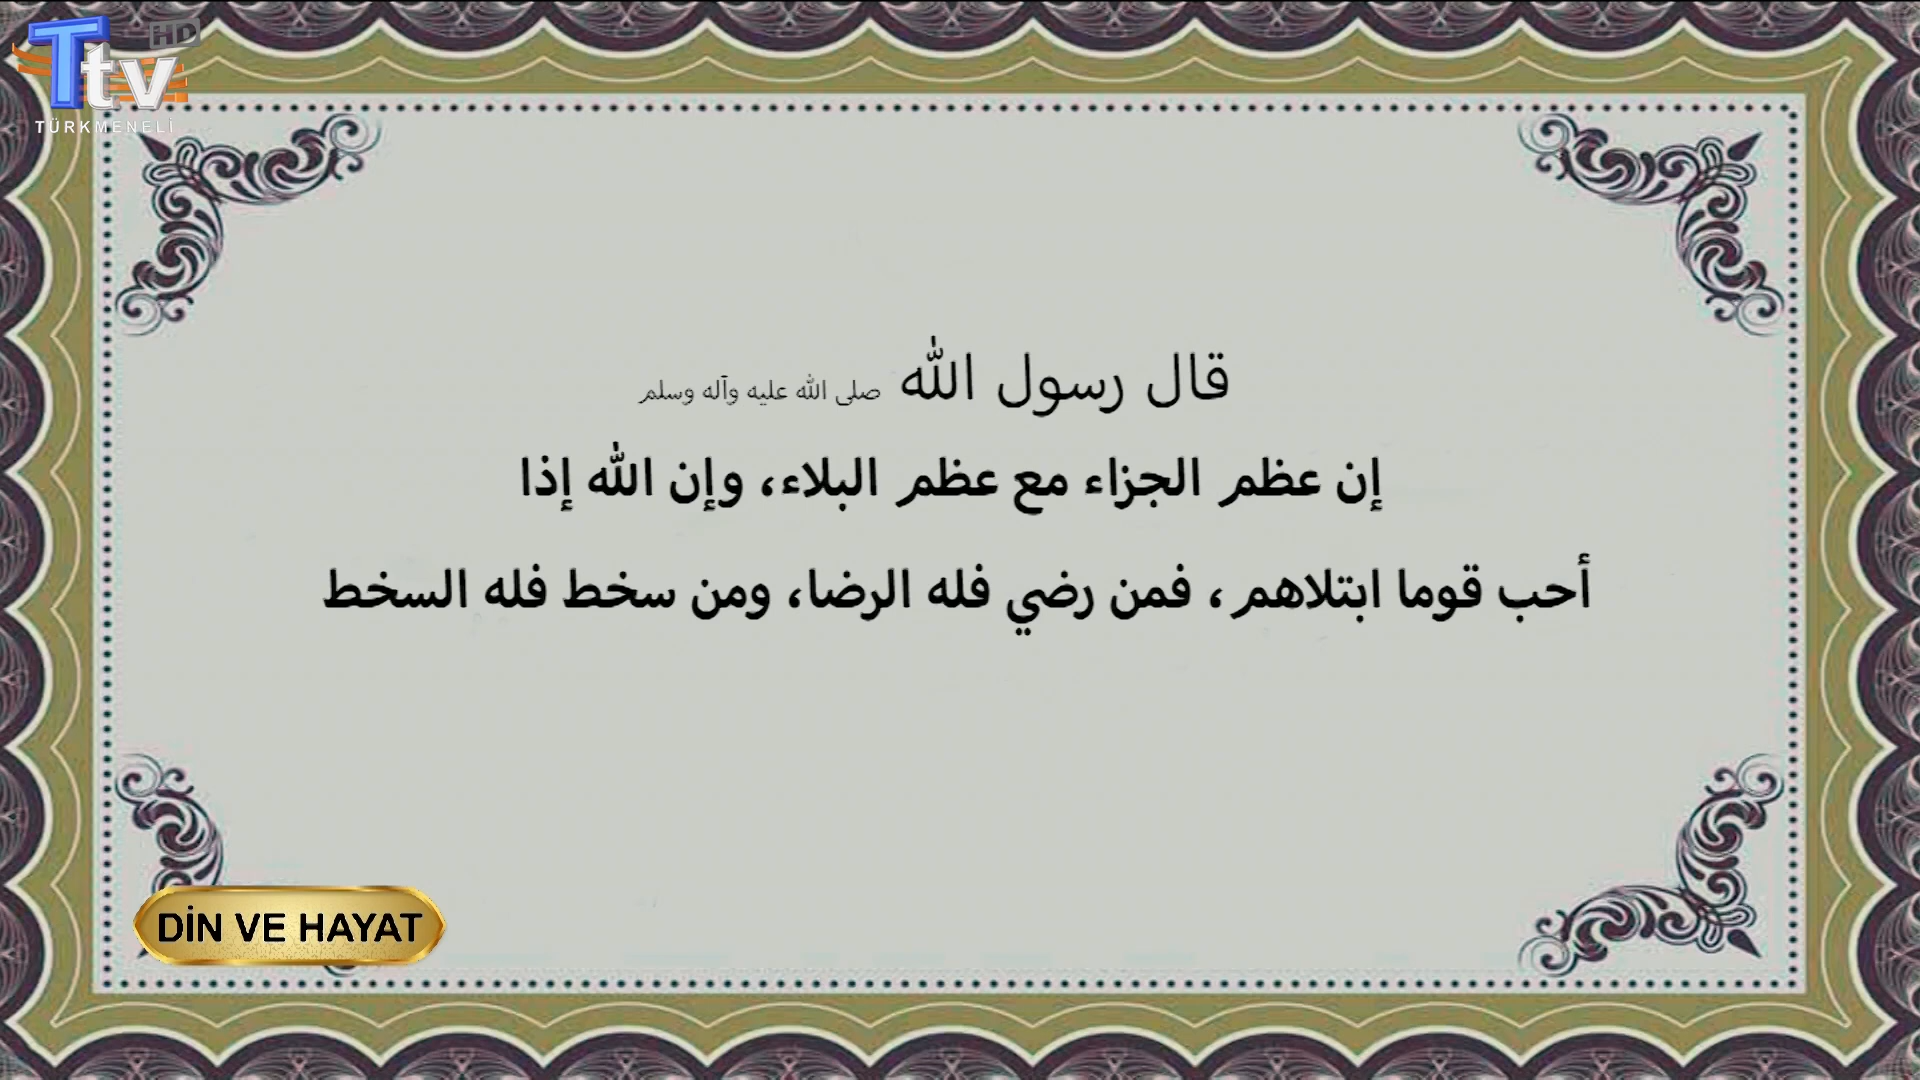 Ttv HD
TÜRKMENELİ
قال رسول الله صلى الله عليه وآله وسلم
إن عظم الجزاء مع عظم البلاء، وإن الله إذا
أحب قوما ابتلاهم، فمن رضي فله الرضا، ومن سخط فله السخط
DİN VE HAYAT